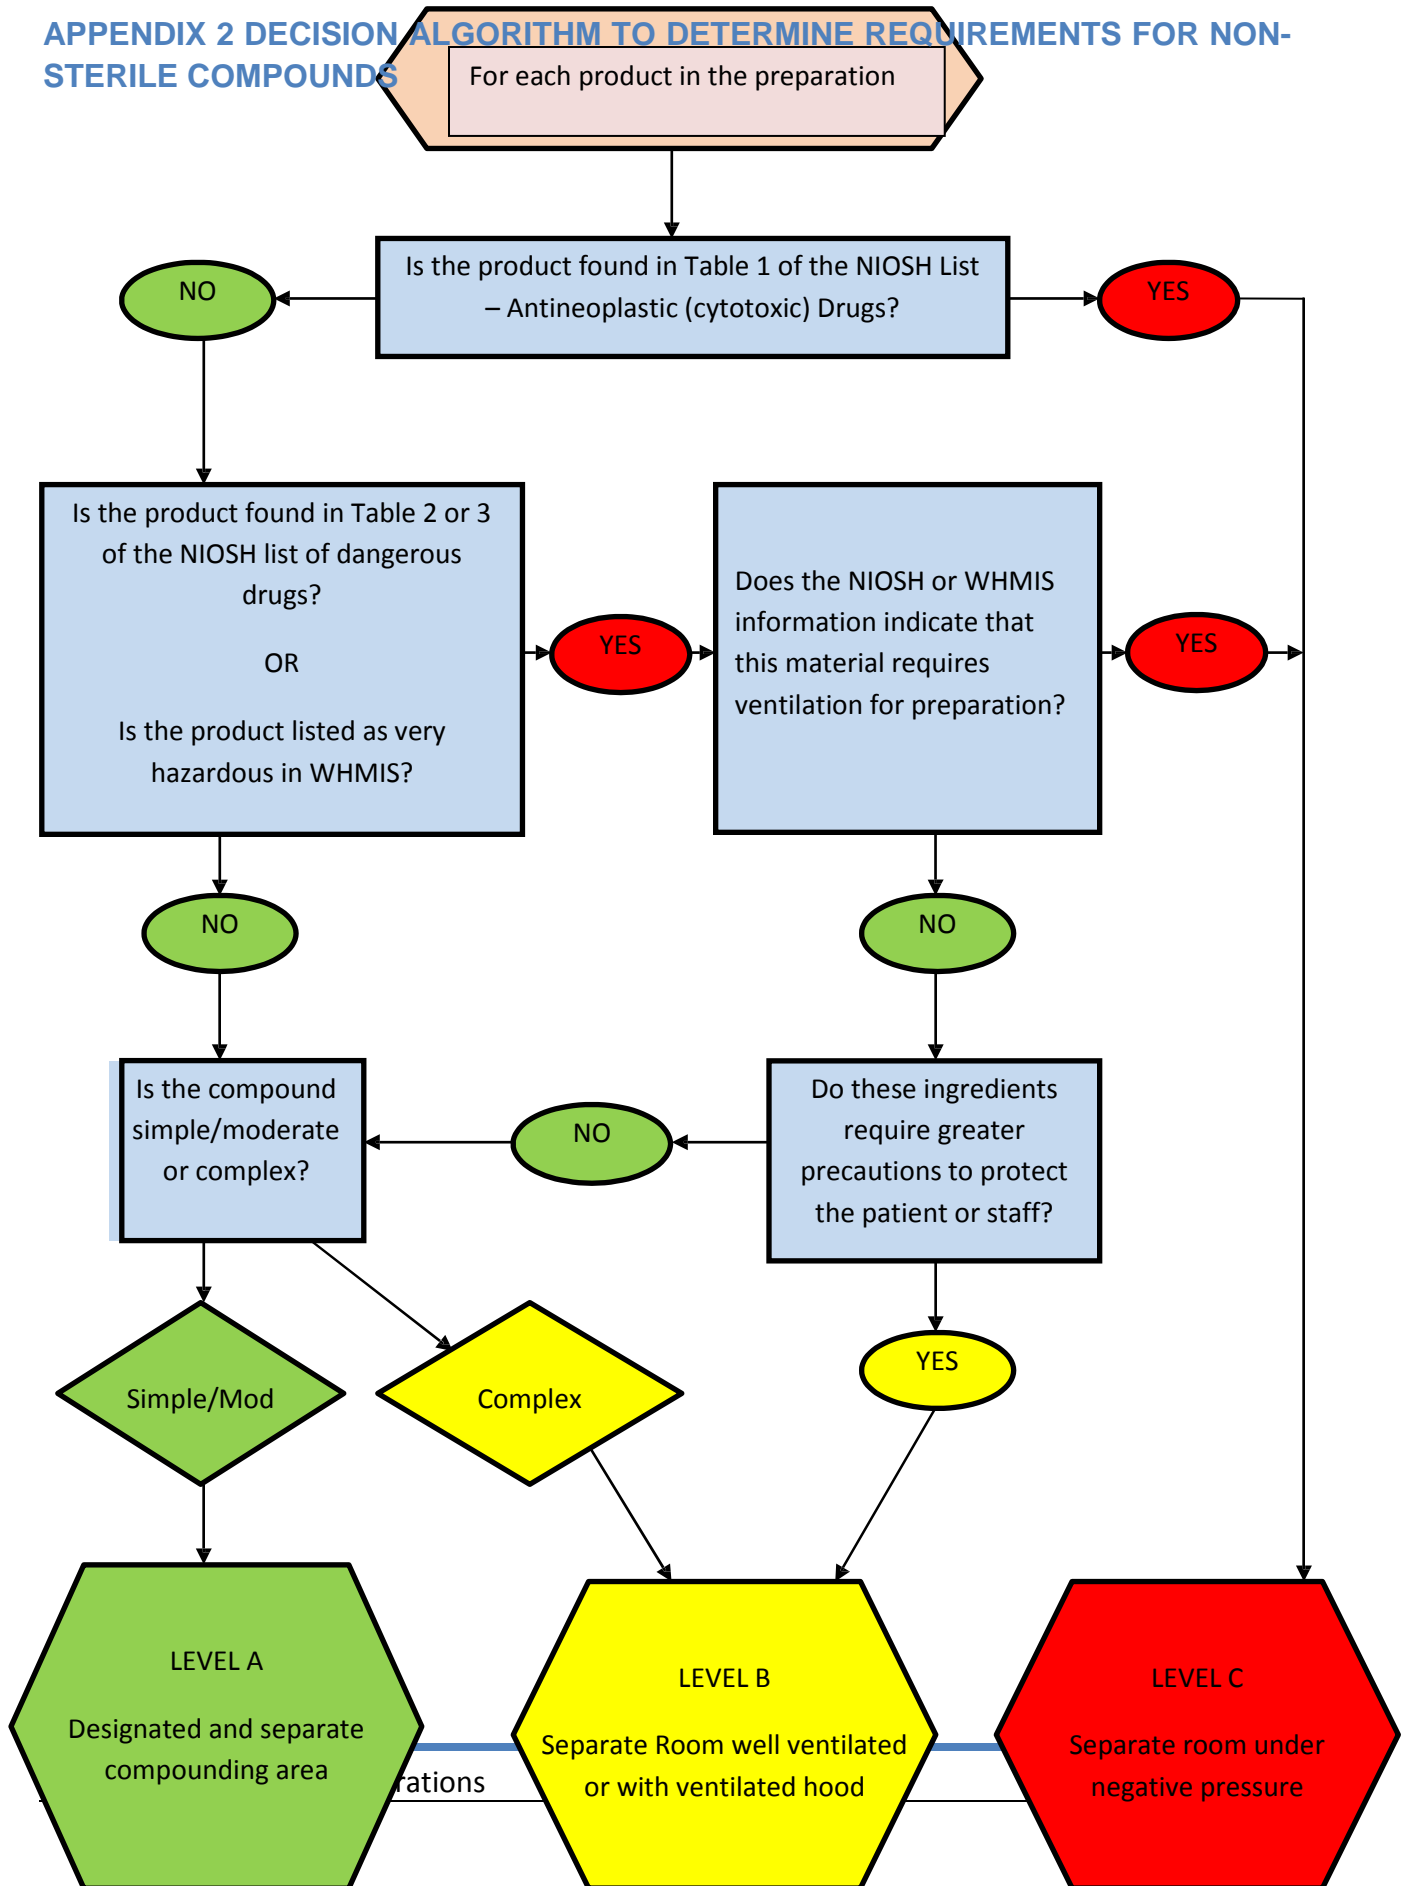 APPENDIX 2 DECISION ALGORITHM TO DETERMINE REQUIREMENTS FOR NON-
STERILE COMPOUNDS
For each product in the preparation
Is the product found in Table 1 of the NIOSH List
– Antineoplastic (cytotoxic) Drugs?
NO
YES
Is the product found in Table 2 or 3
of the NIOSH list of dangerous
drugs?
OR
Is the product listed as very
hazardous in WHMIS?
YES
Does the NIOSH or WHMIS
information indicate that
this material requires
ventilation for preparation?
YES
NO
NO
Is the compound
simple/moderate
or complex?
NO
Do these ingredients
require greater
precautions to protect
the patient or staff?
Simple/Mod
Complex
YES
LEVEL A
Designated and separate
compounding area
LEVEL B
Separate Room well ventilated
or with ventilated hood
LEVEL C
Separate room under
negative pressure
rations